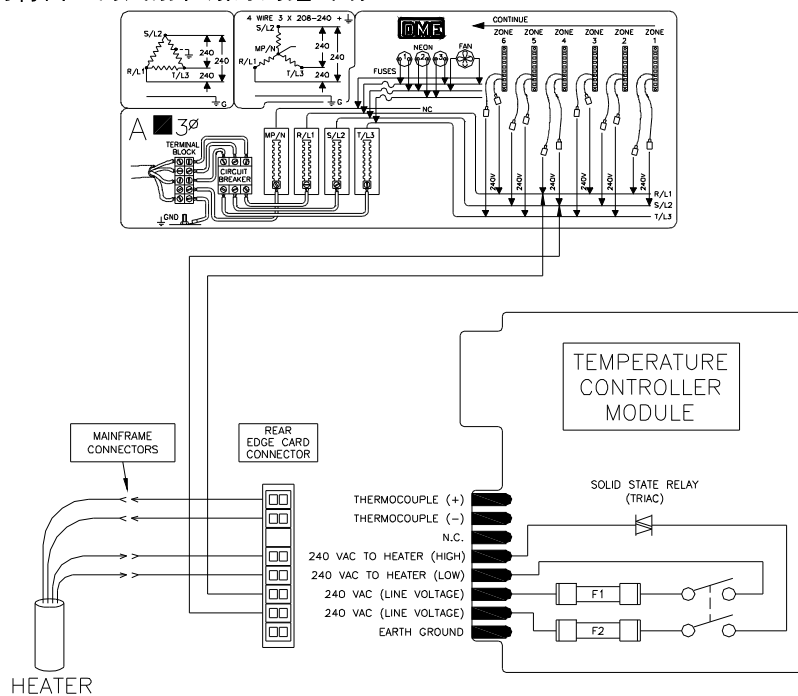 4 WIRE 3 X 208-240 +
S/L2
240
240
240
R/L1
T/L3
G
S/L2
MP/N
240
240
R/L1
T/L3
240
G
DME
CONTINUE
NEON
FAN
1
2
3
FUSES
NC
ZONE 6
ZONE 5
ZONE 4
ZONE 3
ZONE 2
ZONE 1
240V
240V
240V
240V
240V
240V
R/L1
S/L2
T/L3
A 3Ø
TERMINAL
BLOCK
CIRCUIT
BREAKER
GND
MP/N
R/L1
S/L2
T/L3
TEMPERATURE
CONTROLLER
MODULE
MAINFRAME
CONNECTORS
REAR
EDGE CARD
CONNECTOR
SOLID STATE RELAY
(TRIAC)
THERMOCOUPLE (+)
THERMOCOUPLE (-)
N.C.
240 VAC TO HEATER (HIGH)
240 VAC TO HEATER (LOW)
240 VAC (LINE VOLTAGE)
240 VAC (LINE VOLTAGE)
EARTH GROUND
F1
F2
HEATER